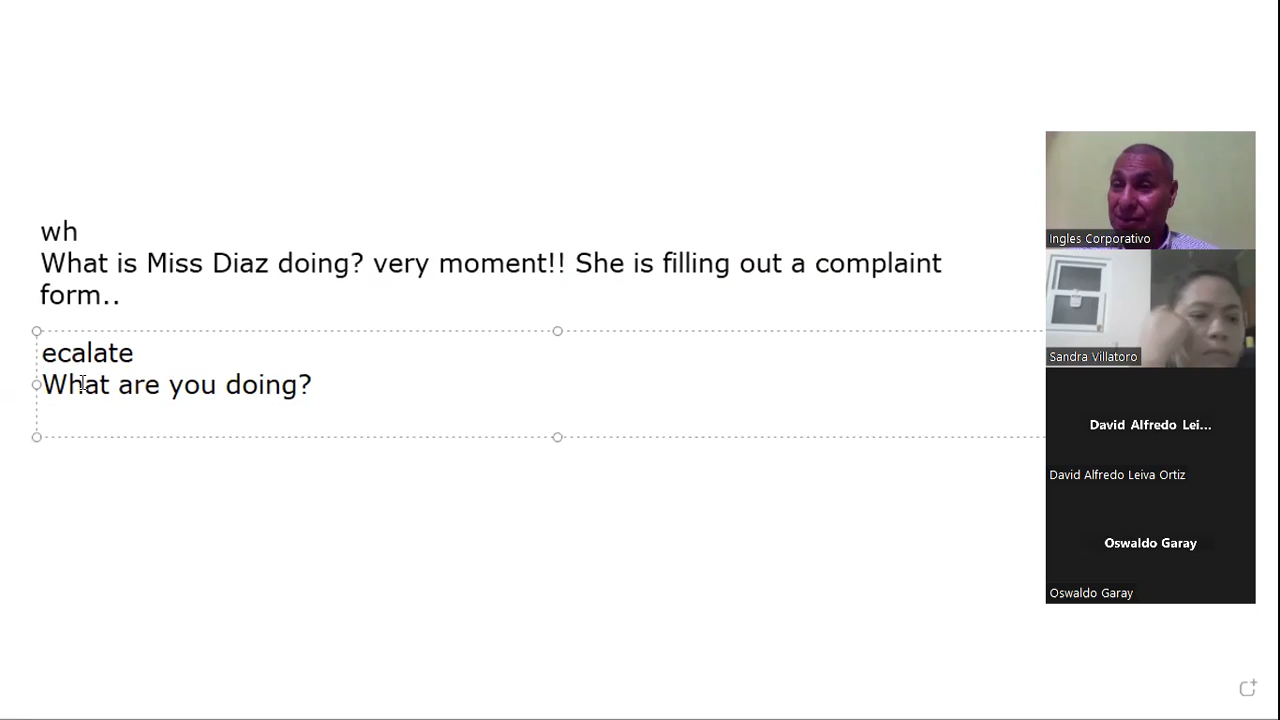 wh
What is Miss Diaz doing? very moment!! She is filling out a complaint
form..
ecalate
What are you doing?
Ingles Corporativo
Sandra Villatoro
David Alfredo Lei...
David Alfredo Leiva Ortiz
Oswaldo Garay
Oswaldo Garay